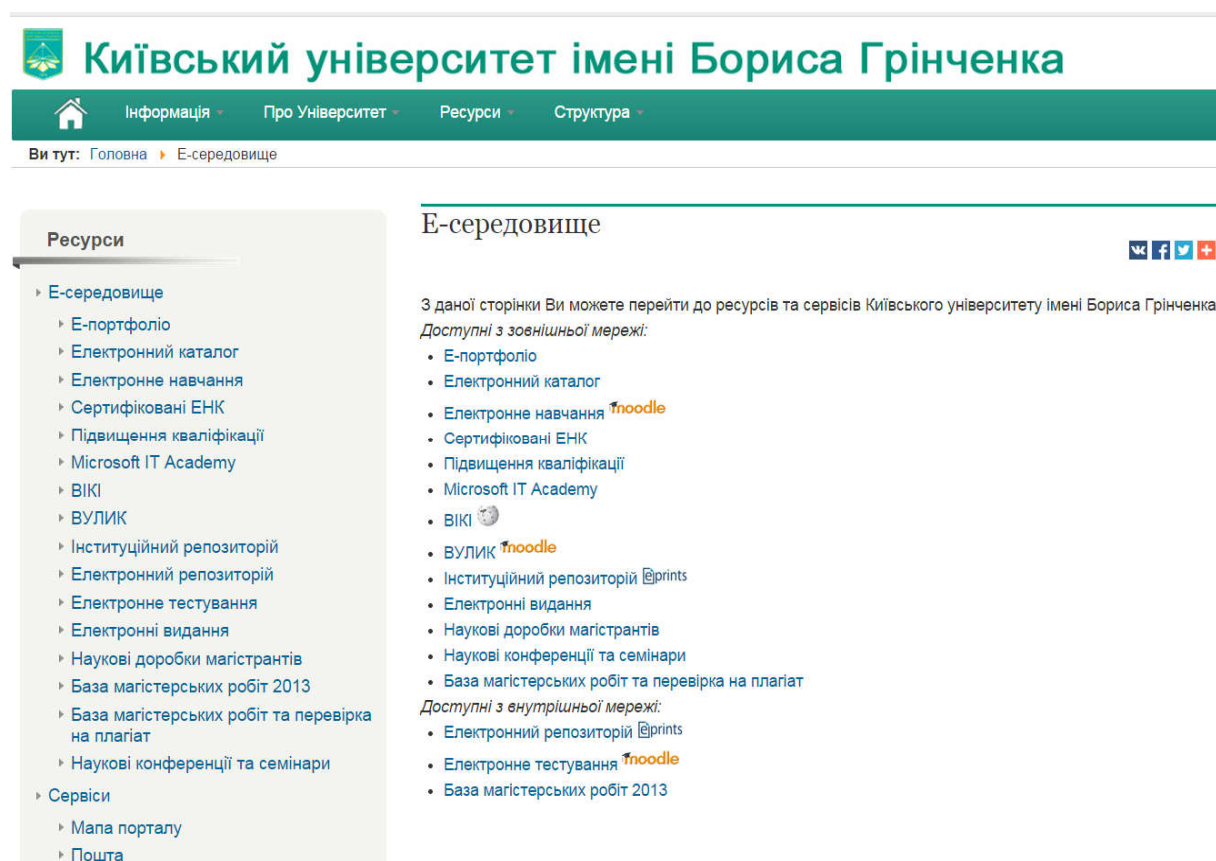 Київський університет імені Бориса Грінченка
Інформація Про Університет Ресурси Структура
Ви тут: Головна Е-середовище
Ресурси
Е-середовище
Е-портфоліо
Електронний каталог
Електронне навчання
Сертифіковані ЕНК
Підвищення кваліфікації
Microsoft IT Academy
ВІКІ
ВУЛИК
Інституційний репозиторій
Електронний репозиторій
Електронне тестування
Електронні видання
Наукові доробки магістрантів
База магістерських робіт 2013
База магістерських робіт та перевірка
на плагіат
Наукові конференції та семінари
Сервіси
Мапа порталу
Пошта
Е-середовище
З даної сторінки Ви можете перейти до ресурсів та сервісів Київського університету імені Бориса Грінченка
Доступні з зовнішньої мережі:
Е-портфоліо
Електронний каталог
Електронне навчання moodle
Сертифіковані ЕНК
Підвищення кваліфікації
Microsoft IT Academy
ВІКІ
ВУЛИК moodle
Інституційний репозиторій eprints
Електронні видання
Наукові доробки магістрантів
Наукові конференції та семінари
База магістерських робіт та перевірка на плагіат
Доступні з внутрішньої мережі:
Електронний репозиторій eprints
Електронне тестування moodle
База магістерських робіт 2013